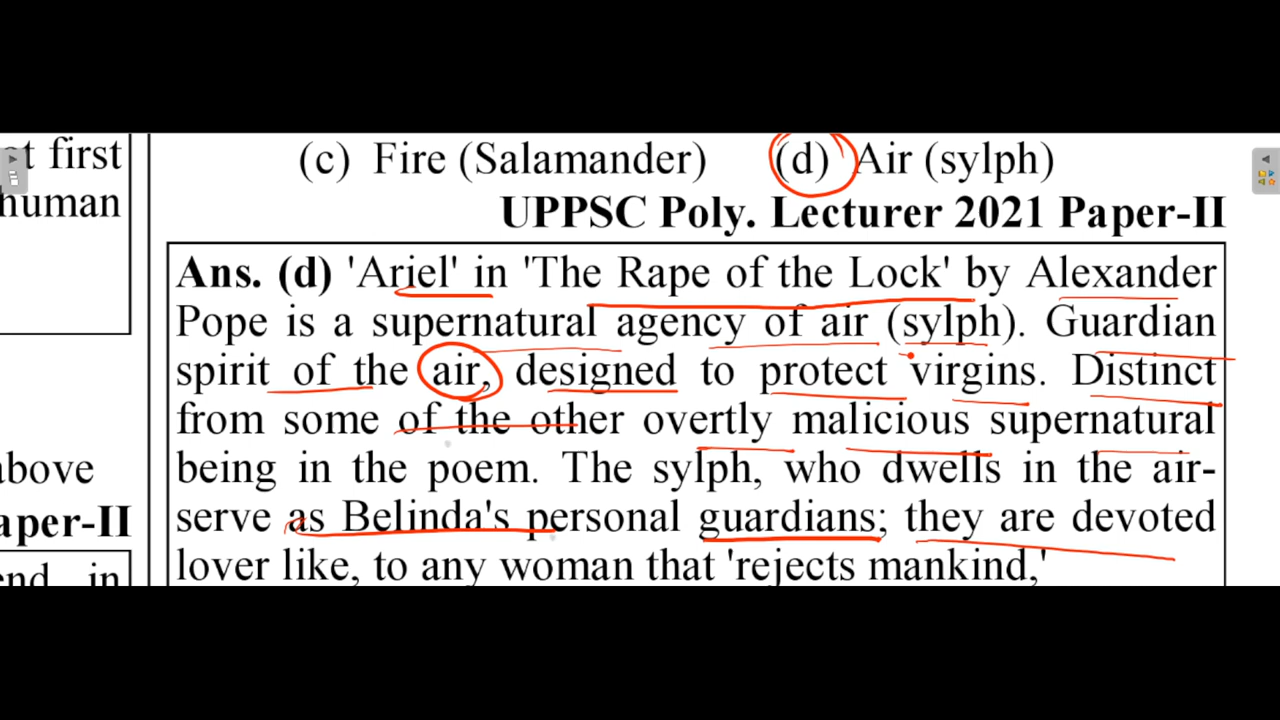 ot first
human
above
aper-II
end in
(c) Fire (Salamander) (d) Air (sylph)
UPPSC Poly. Lecturer 2021 Paper-II
Ans. (d) 'Ariel' in 'The Rape of the Lock' by Alexander
Pope is a supernatural agency of air (sylph). Guardian
spirit of the air, designed to protect virgins. Distinct
from some of the other overtly malicious supernatural
being in the poem. The sylph, who dwells in the air-
serve as Belinda's personal guardians; they are devoted
lover like, to any woman that 'rejects mankind,'